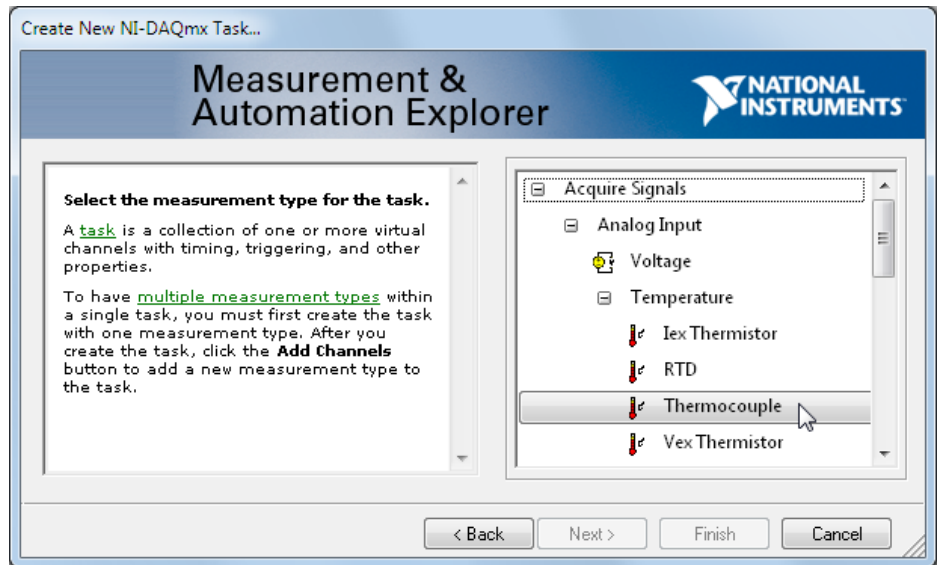 Create New NI-DAQmx Task...
Measurement &
Automation Explorer
NATIONAL
INSTRUMENTS
Select the measurement type for the task.
A task is a collection of one or more virtual
channels with timing, triggering, and other
properties.
To have multiple measurement types within
a single task, you must first create the task
with one measurement type. After you
create the task, click the Add Channels
button to add a new measurement type to
the task.
Acquire Signals
Analog Input
Voltage
Temperature
Iex Thermistor
RTD
Thermocouple
Vex Thermistor
< Back
Next >
Finish
Cancel